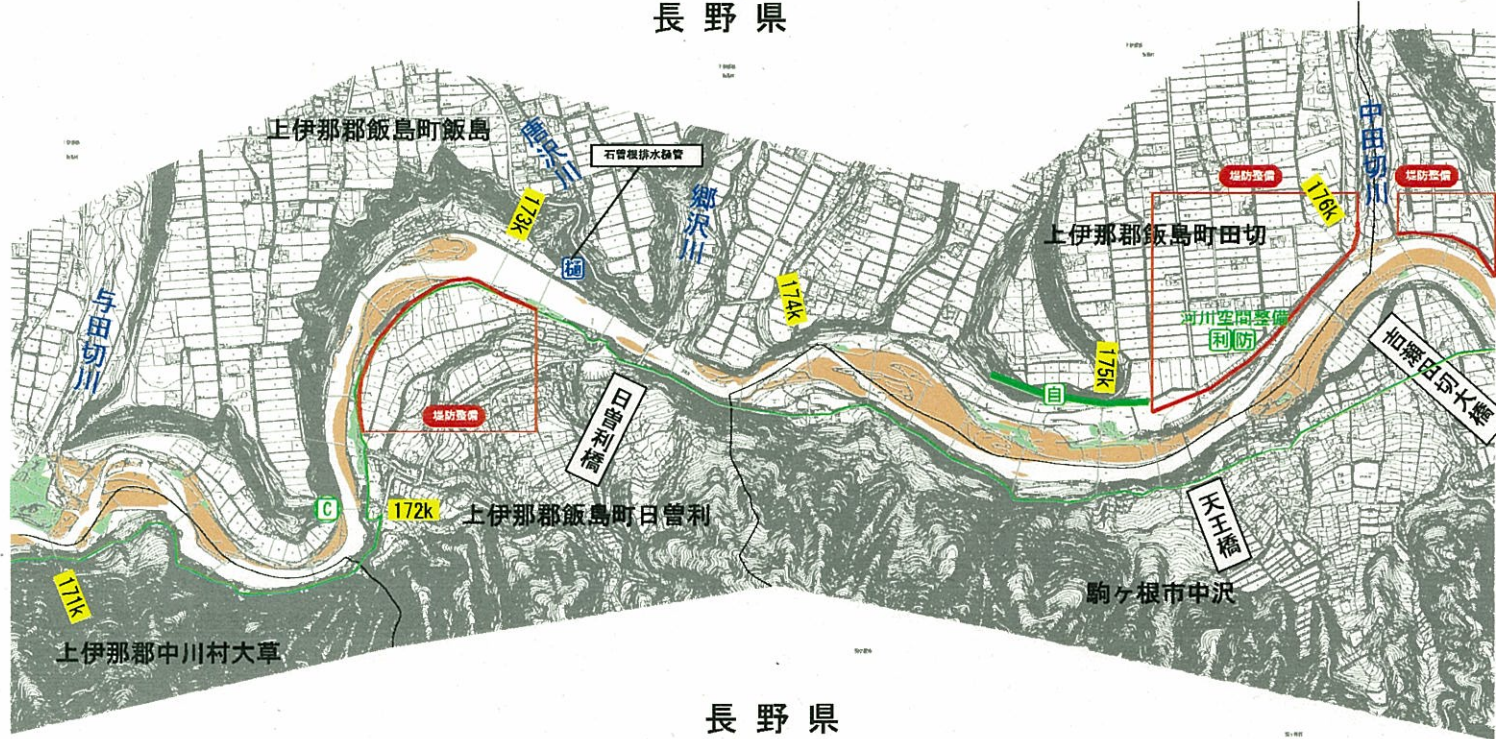 長野県
上伊那郡飯島町飯島
石曽根排水樋管
郷沢川
中田切川
堤防整備
堤防整備
173k
176k
樋
上伊那郡飯島町田切
与田切川
174k
河川空間整備
利防
175k
自
吉瀬田切大橋
堤防整備
日曽利橋
C
172k
上伊那郡飯島町日曽利
天王橋
171k
駒ヶ根市中沢
上伊那郡中川村大草
長野県